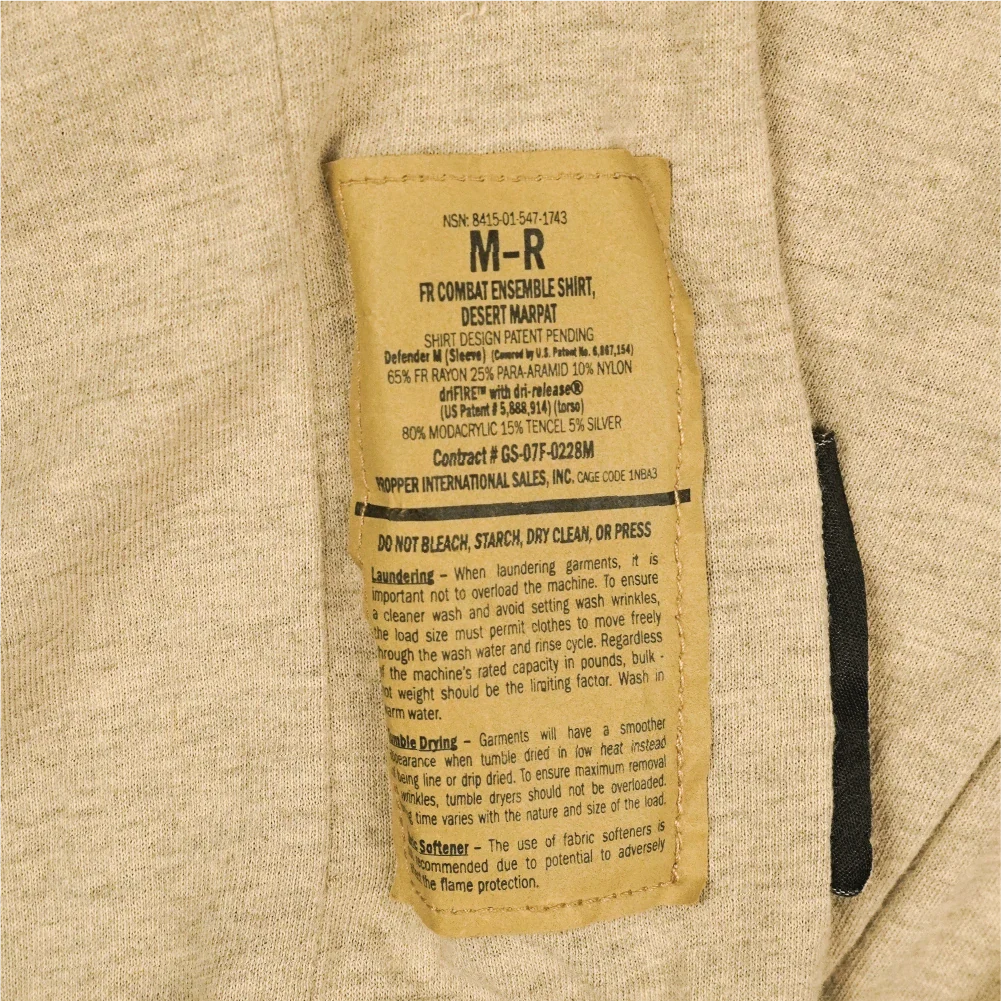 NSN: 8415-01-547-1743
M-R
FR COMBAT ENSEMBLE SHIRT,
DESERT MARPAT
SHIRT DESIGN PATENT PENDING
Defender M (Sleeve) (Covered by U.S. Patent No. 6,867,154)
65% FR RAYON 25% PARA-ARAMID 10% NYLON
driFIRE™ with dri-release®
(US Patent # 5,888,914) (torso)
80% MODACRYLIC 15% TENCEL 5% SILVER
Contract # GS-07F-0228M
ROPPER INTERNATIONAL SALES, INC. CAGE CODE 1NBA3
DO NOT BLEACH, STARCH, DRY CLEAN, OR PRESS
Laundering – When laundering garments, it is
important not to overload the machine. To ensure
a cleaner wash and avoid setting wash wrinkles,
the load size must permit clothes to move freely
through the wash water and rinse cycle. Regardless
f the machine's rated capacity in pounds, bulk -
ot weight should be the limiting factor. Wash in
arm water.
mble Drying – Garments will have a smoother
pearance when tumble dried in low heat instead
being line or drip dried. To ensure maximum removal
wrinkles, tumble dryers should not be overloaded.
g time varies with the nature and size of the load.
ic Softener – The use of fabric softeners is
ecommended due to potential to adversely
the flame protection.